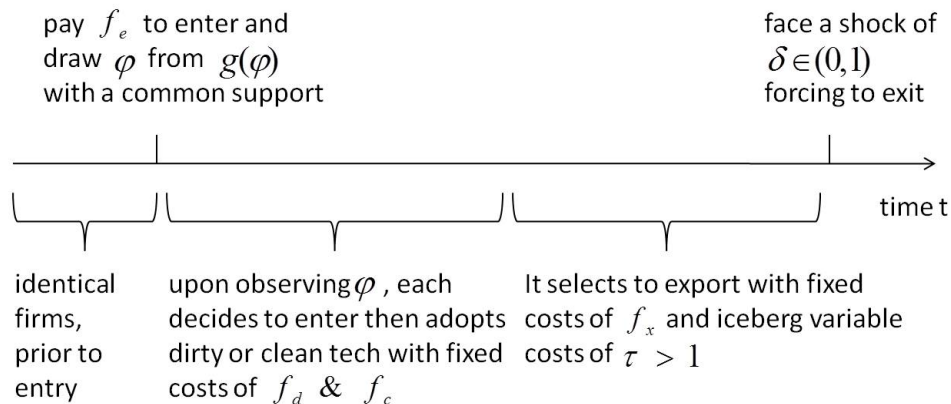 pay f_e to enter and
draw φ from g(φ)
with a common support
face a shock of
δ∈(0,1)
forcing to exit
time t
identical
firms,
prior to
entry
upon observing φ , each
decides to enter then adopts
dirty or clean tech with fixed
costs of f_d & f_c
It selects to export with fixed
costs of f_x and iceberg variable
costs of τ > 1